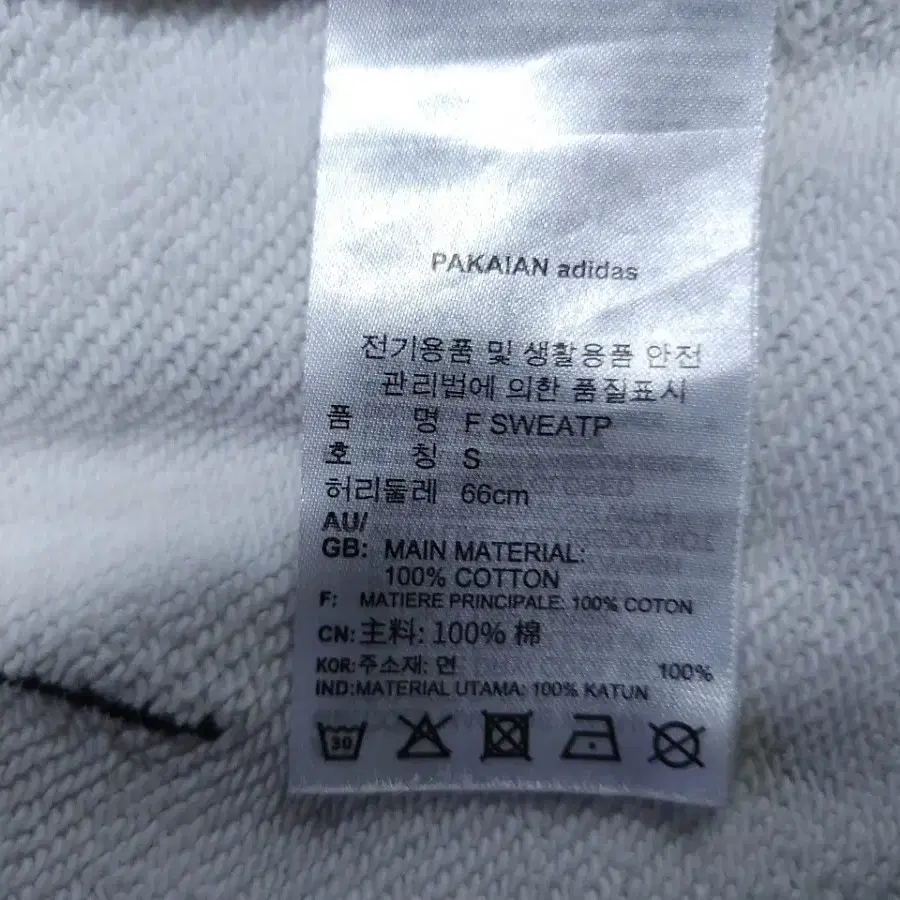 PAKAIAN adidas
전기용품 및 생활용품 안전
관리법에 의한 품질표시
품 명 F SWEATP
호 칭 S
허리둘레 66cm
AU/
GB: MAIN MATERIAL:
100% COTTON
F: MATIERE PRINCIPALE: 100% COTON
CN: 主料: 100% 棉
KOR: 주소재: 면 100%
IND: MATERIAL UTAMA: 100% KATUN
30